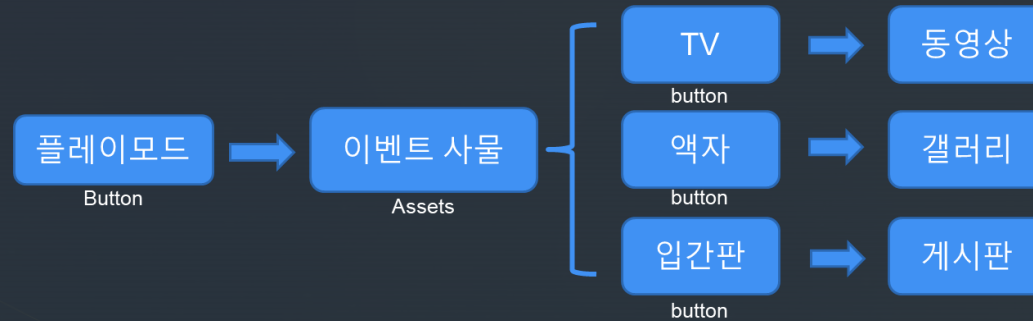 플레이모드
Button
이벤트 사물
Assets
TV
button
동영상
액자
button
갤러리
입간판
button
게시판